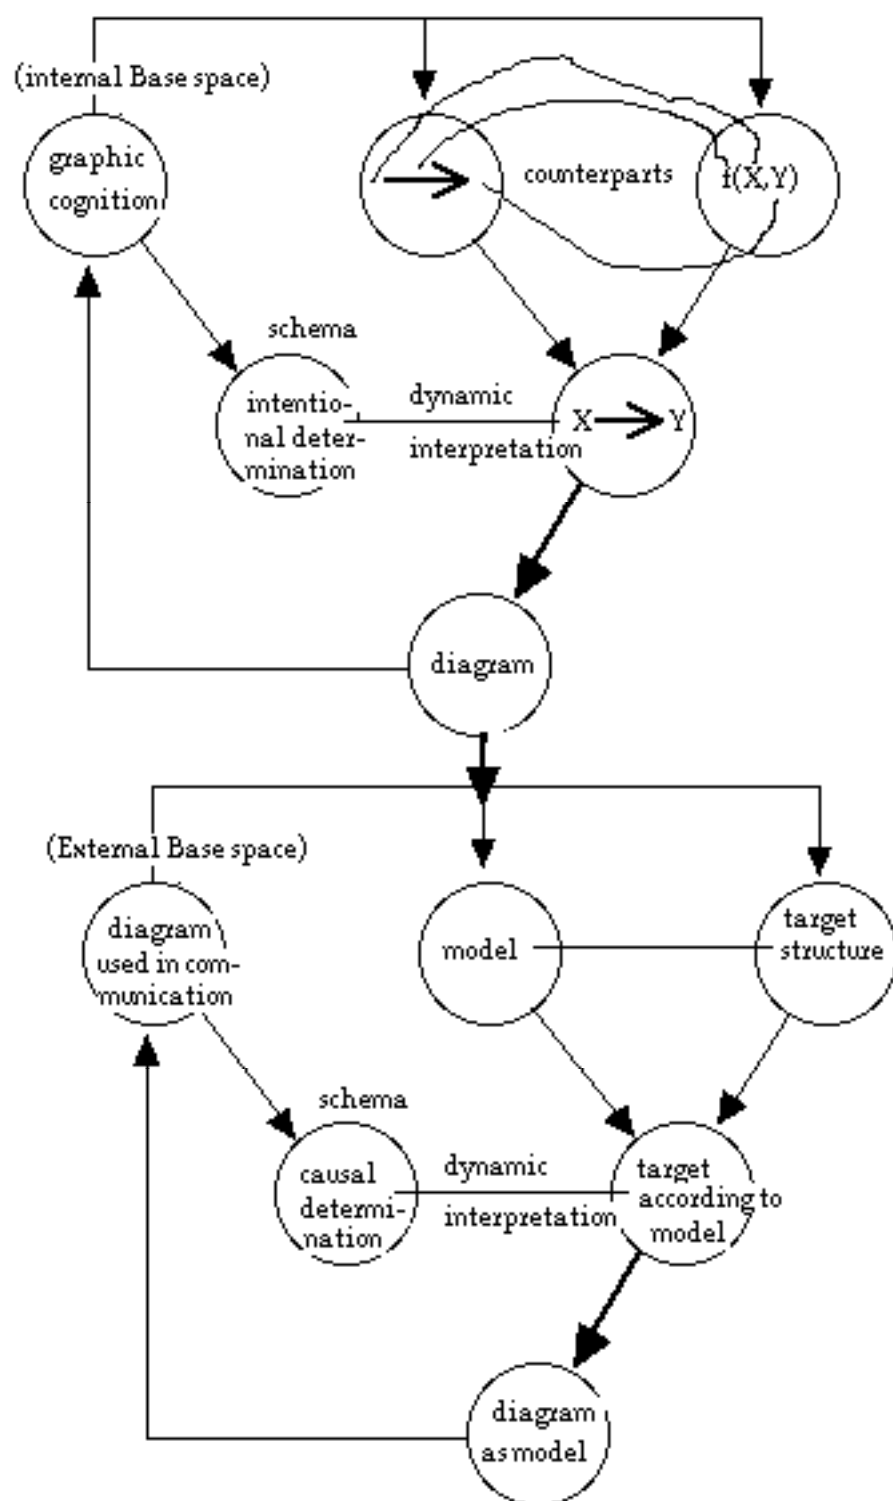 (internal Base space)
graphic
cognition
counterparts
f(X,Y)
schema
intentio-
nal deter-
mination
dynamic
interpretation
X
Y
diagram
(External Base space)
diagram
used in com-
munication
model
target
structure
schema
causal
determi-
nation
dynamic
interpretation
target
according to
model
diagram
as model